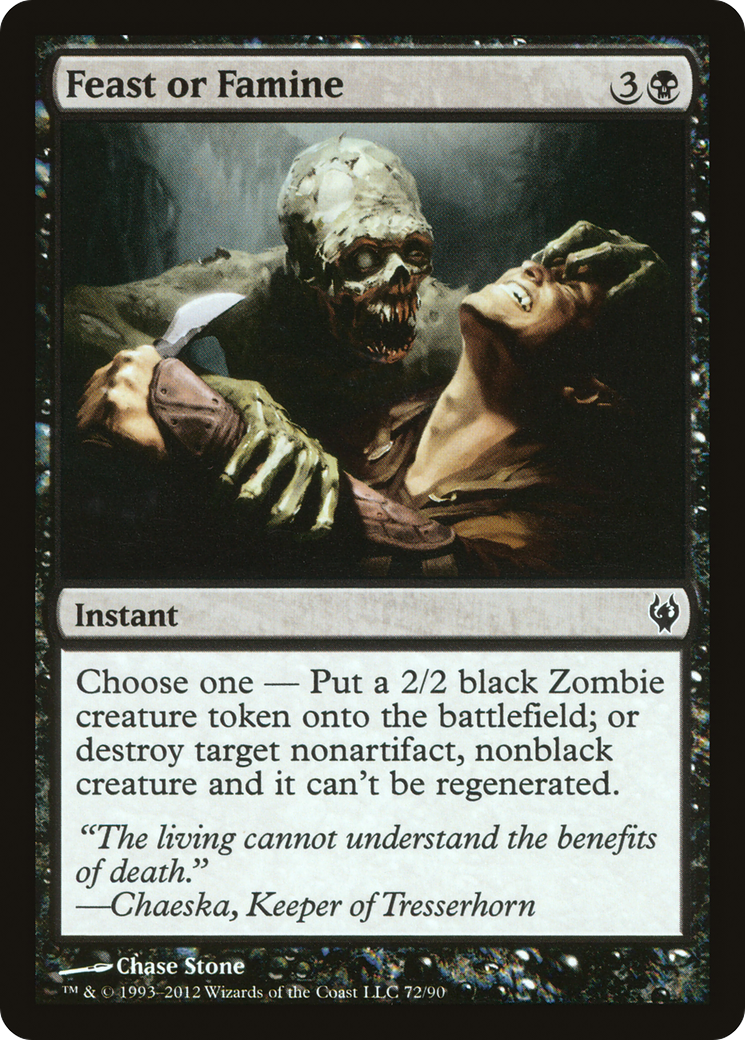 Feast or Famine 3
Instant
Choose one — Put a 2/2 black Zombie
creature token onto the battlefield; or
destroy target nonartifact, nonblack
creature and it can't be regenerated.
“The living cannot understand the benefits
of death.”
—Chaeska, Keeper of Tresserhorn
Chase Stone
™ & © 1993–2012 Wizards of the Coast LLC 72/90